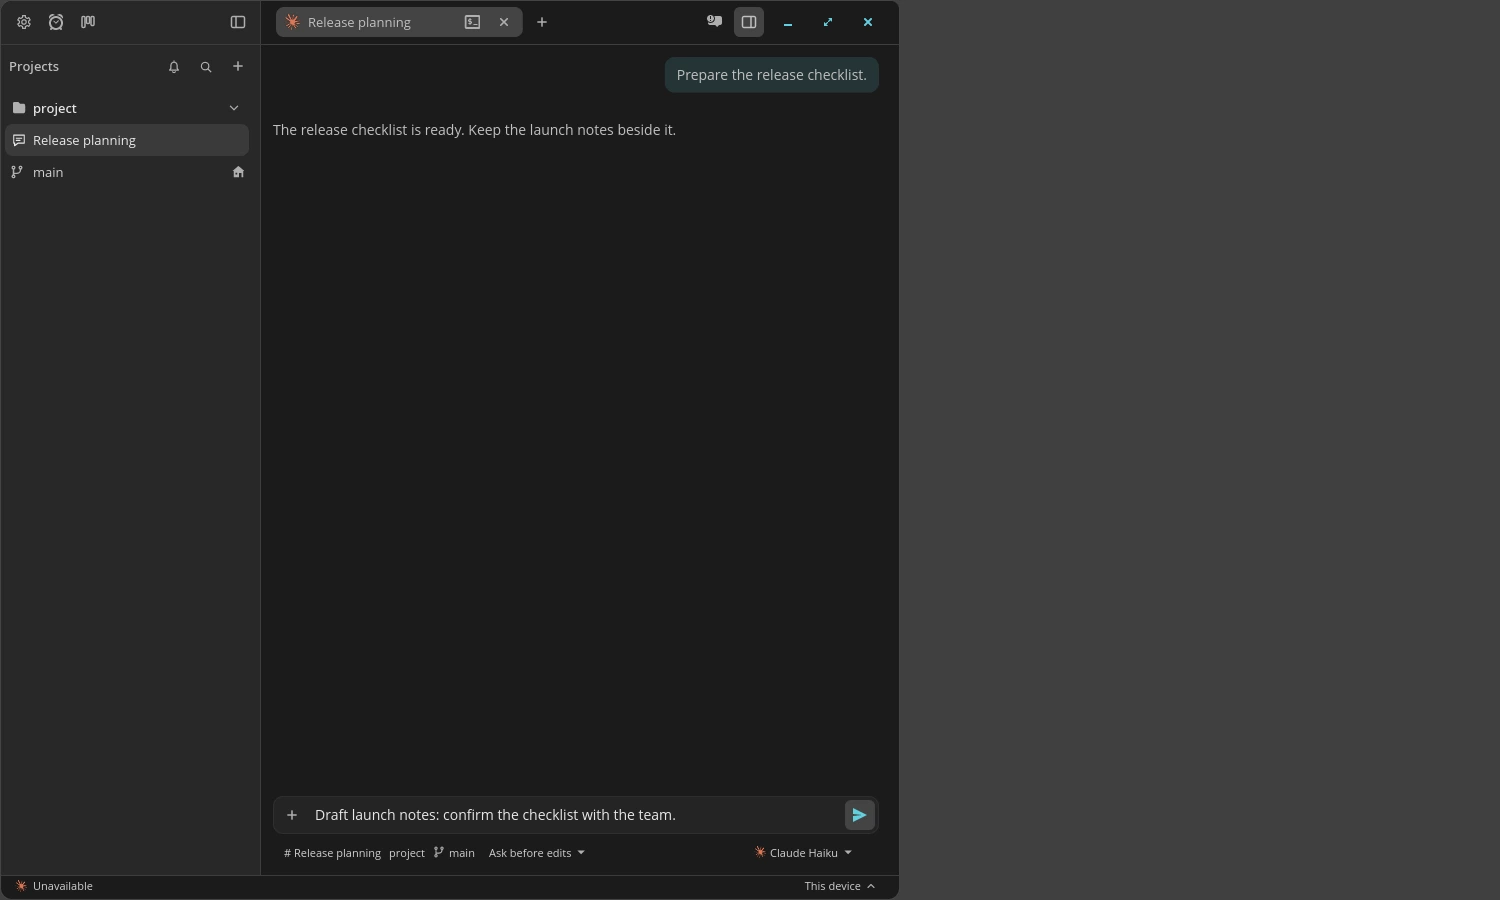 Release planning
Projects
project
Release planning
main
Prepare the release checklist.
The release checklist is ready. Keep the launch notes beside it.
Draft launch notes: confirm the checklist with the team.
# Release planning project main Ask before edits Claude Haiku
Unavailable This device